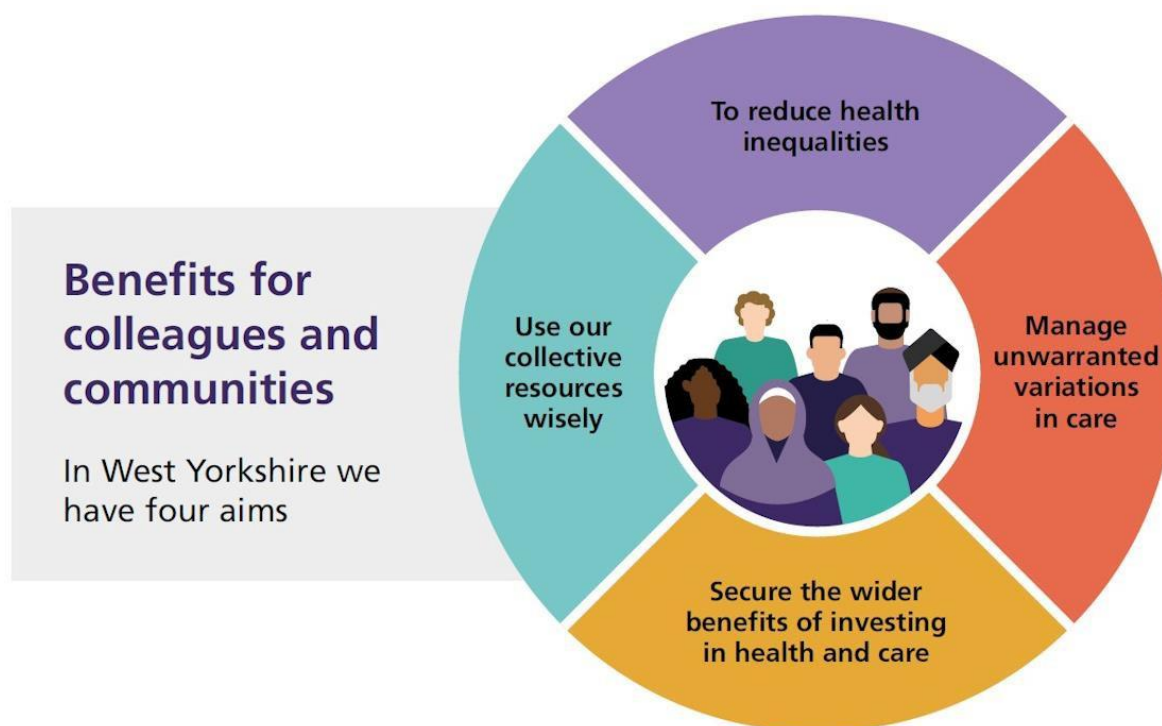 Benefits for
colleagues and
communities
In West Yorkshire we
have four aims
To reduce health
inequalities
Manage
unwarranted
variations
in care
Secure the wider
benefits of investing
in health and care
Use our
collective
resources
wisely